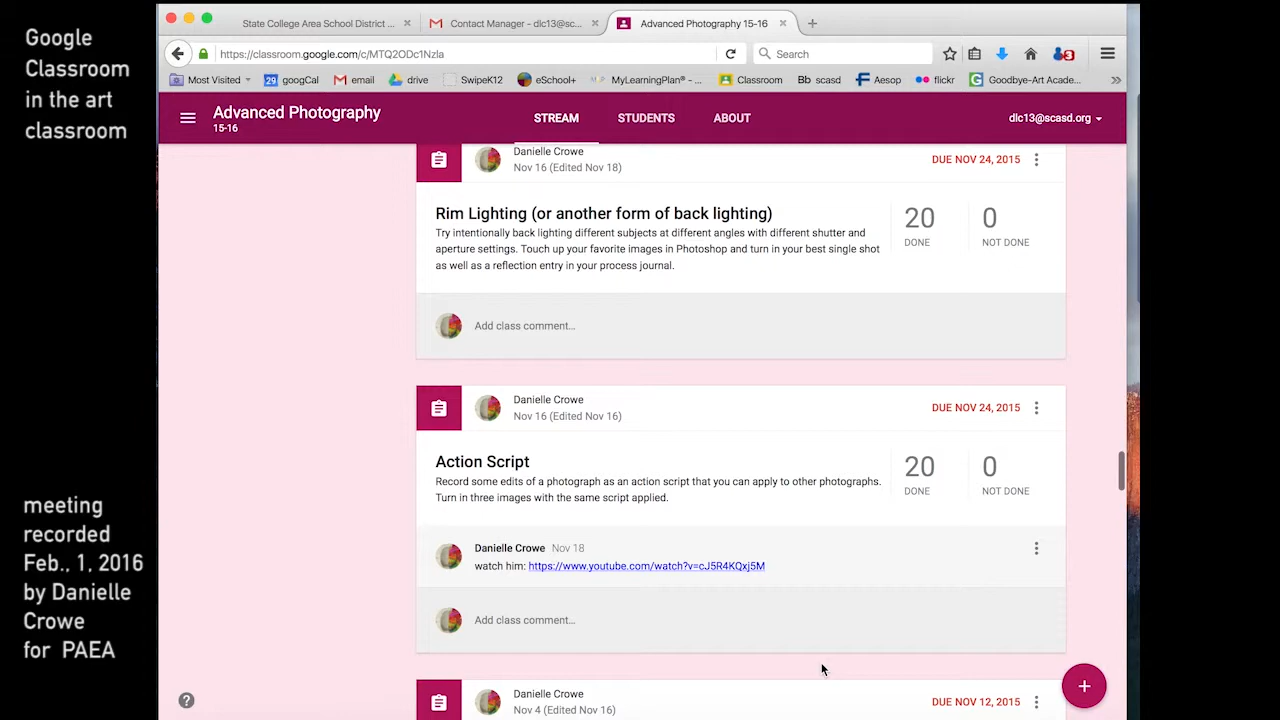 Google
Classroom
in the art
classroom
meeting
recorded
Feb., 1, 2016
by Danielle
Crowe
for PAEA
State College Area School District ...
Contact Manager - dlc13@sc...
Advanced Photography 15-16
https://classroom.google.com/c/MTQ2ODc1Nzla
Search
3
Most Visited
29 googCal
email
drive
SwipeK12
eSchool+
MyLearningPlan® -...
Classroom
Bb scasd
Aesop
flickr
Goodbye-Art Acade...
Advanced Photography
15-16
STREAM
STUDENTS
ABOUT
dlc13@scasd.org
Danielle Crowe
Nov 16 (Edited Nov 18)
DUE NOV 24, 2015
Rim Lighting (or another form of back lighting)
Try intentionally back lighting different subjects at different angles with different shutter and
aperture settings. Touch up your favorite images in Photoshop and turn in your best single shot
as well as a reflection entry in your process journal.
20
DONE
0
NOT DONE
Add class comment...
Danielle Crowe
Nov 16 (Edited Nov 16)
DUE NOV 24, 2015
Action Script
Record some edits of a photograph as an action script that you can apply to other photographs.
Turn in three images with the same script applied.
20
DONE
0
NOT DONE
Danielle Crowe Nov 18
watch him: https://www.youtube.com/watch?v=cJ5R4KQxj5M
Add class comment...
Danielle Crowe
Nov 4 (Edited Nov 16)
DUE NOV 12, 2015